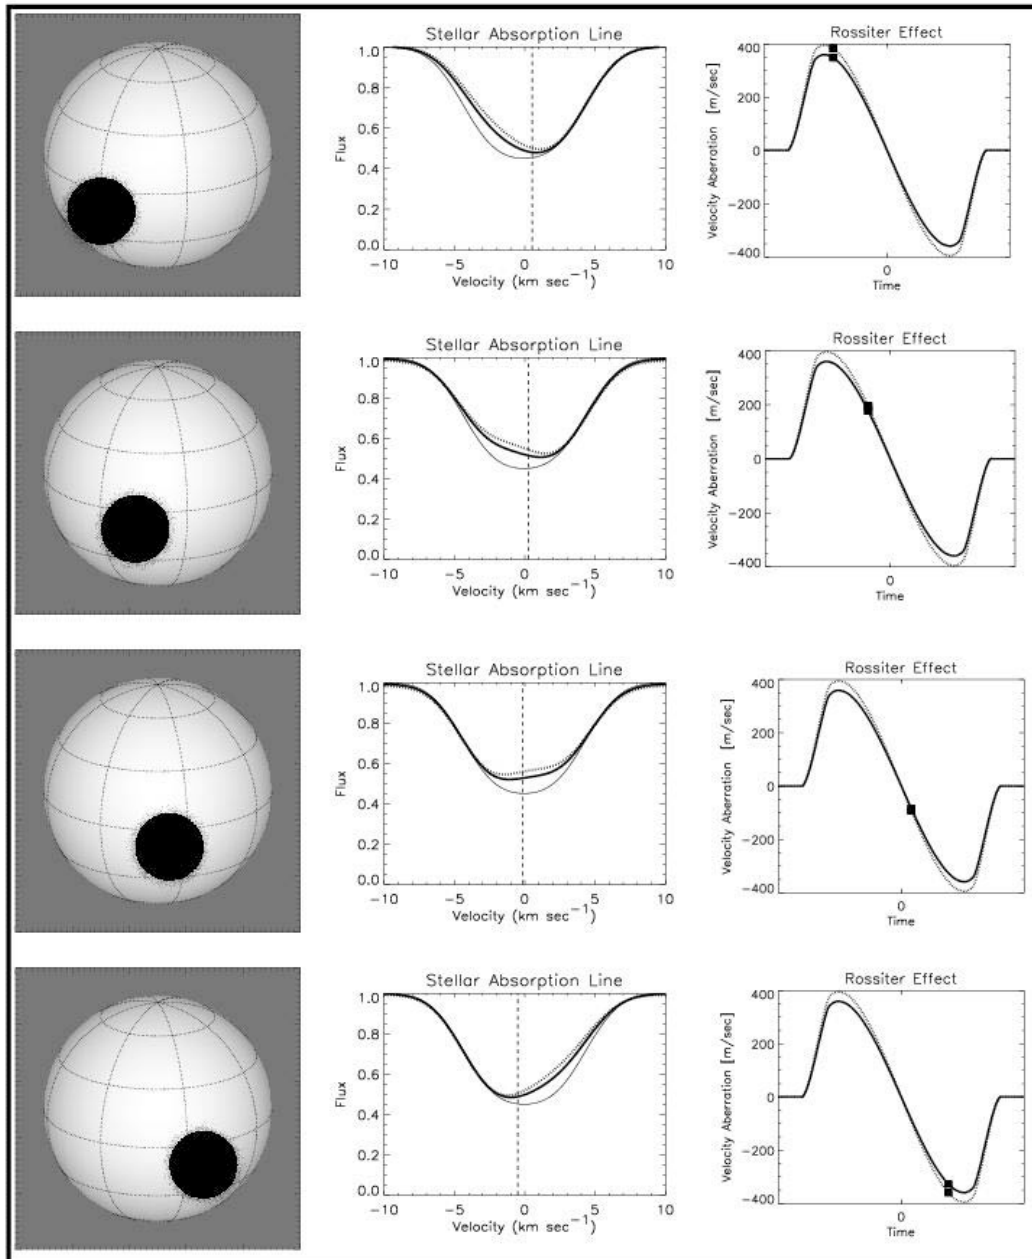 Stellar Absorption Line
Rossiter Effect
1.0
0.8
0.6
0.4
0.2
0.0
Flux
-10
-5
0
5
10
Velocity (km sec⁻¹)
400
200
0
-200
-400
Velocity Aberration [m/sec]
0
Time
Stellar Absorption Line
Rossiter Effect
1.0
0.8
0.6
0.4
0.2
0.0
Flux
-10
-5
0
5
10
Velocity (km sec⁻¹)
400
200
0
-200
-400
Velocity Aberration [m/sec]
0
Time
Stellar Absorption Line
Rossiter Effect
1.0
0.8
0.6
0.4
0.2
0.0
Flux
-10
-5
0
5
10
Velocity (km sec⁻¹)
400
200
0
-200
-400
Velocity Aberration [m/sec]
0
Time
Stellar Absorption Line
Rossiter Effect
1.0
0.8
0.6
0.4
0.2
0.0
Flux
-10
-5
0
5
10
Velocity (km sec⁻¹)
400
200
0
-200
-400
Velocity Aberration [m/sec]
0
Time